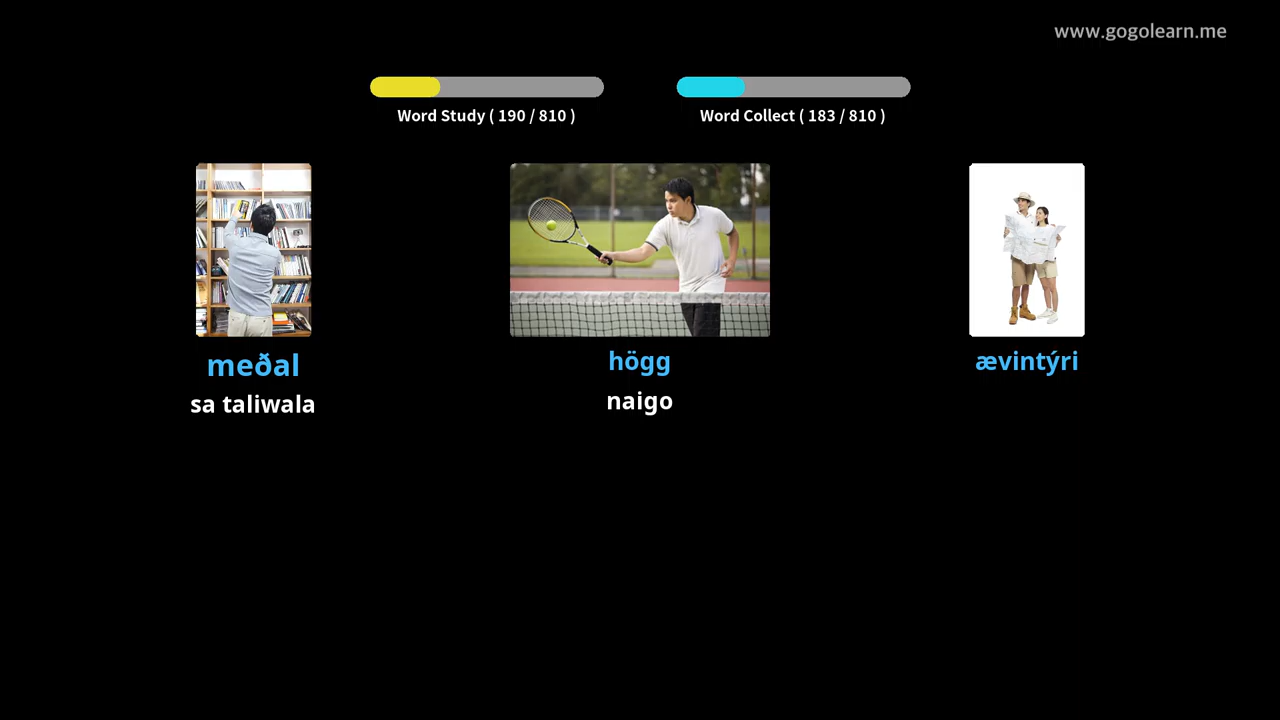 www.gogolearn.me
Word Study ( 190 / 810 )
Word Collect ( 183 / 810 )
meðal
sa taliwala
högg
naigo
ævintýri